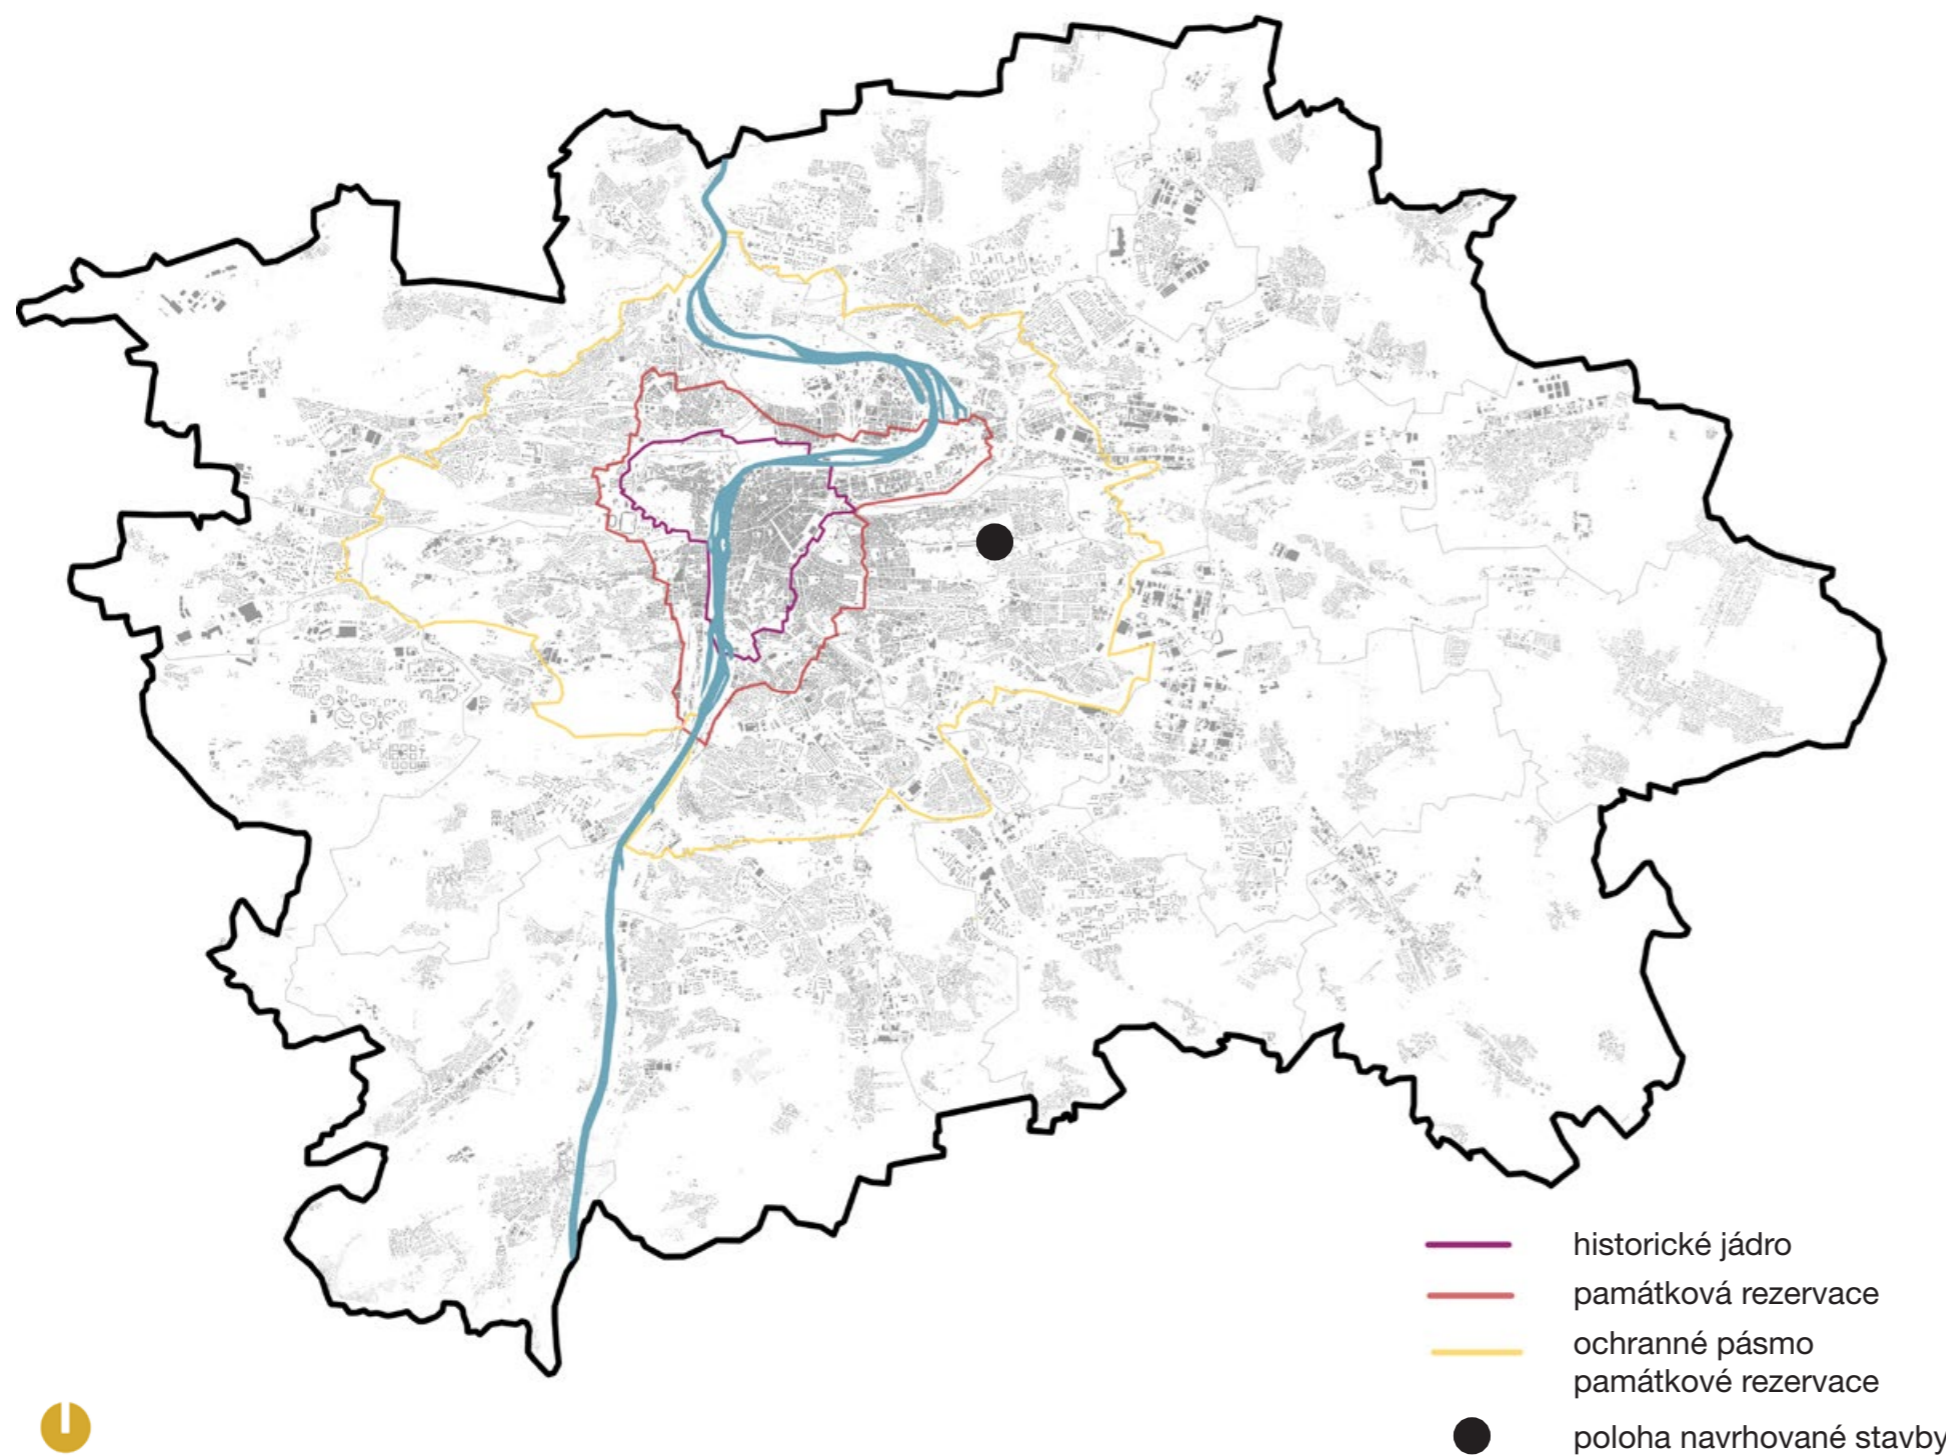 historické jádro
památková rezervace
ochranné pásmo
památkové rezervace
poloha navrhované stavby